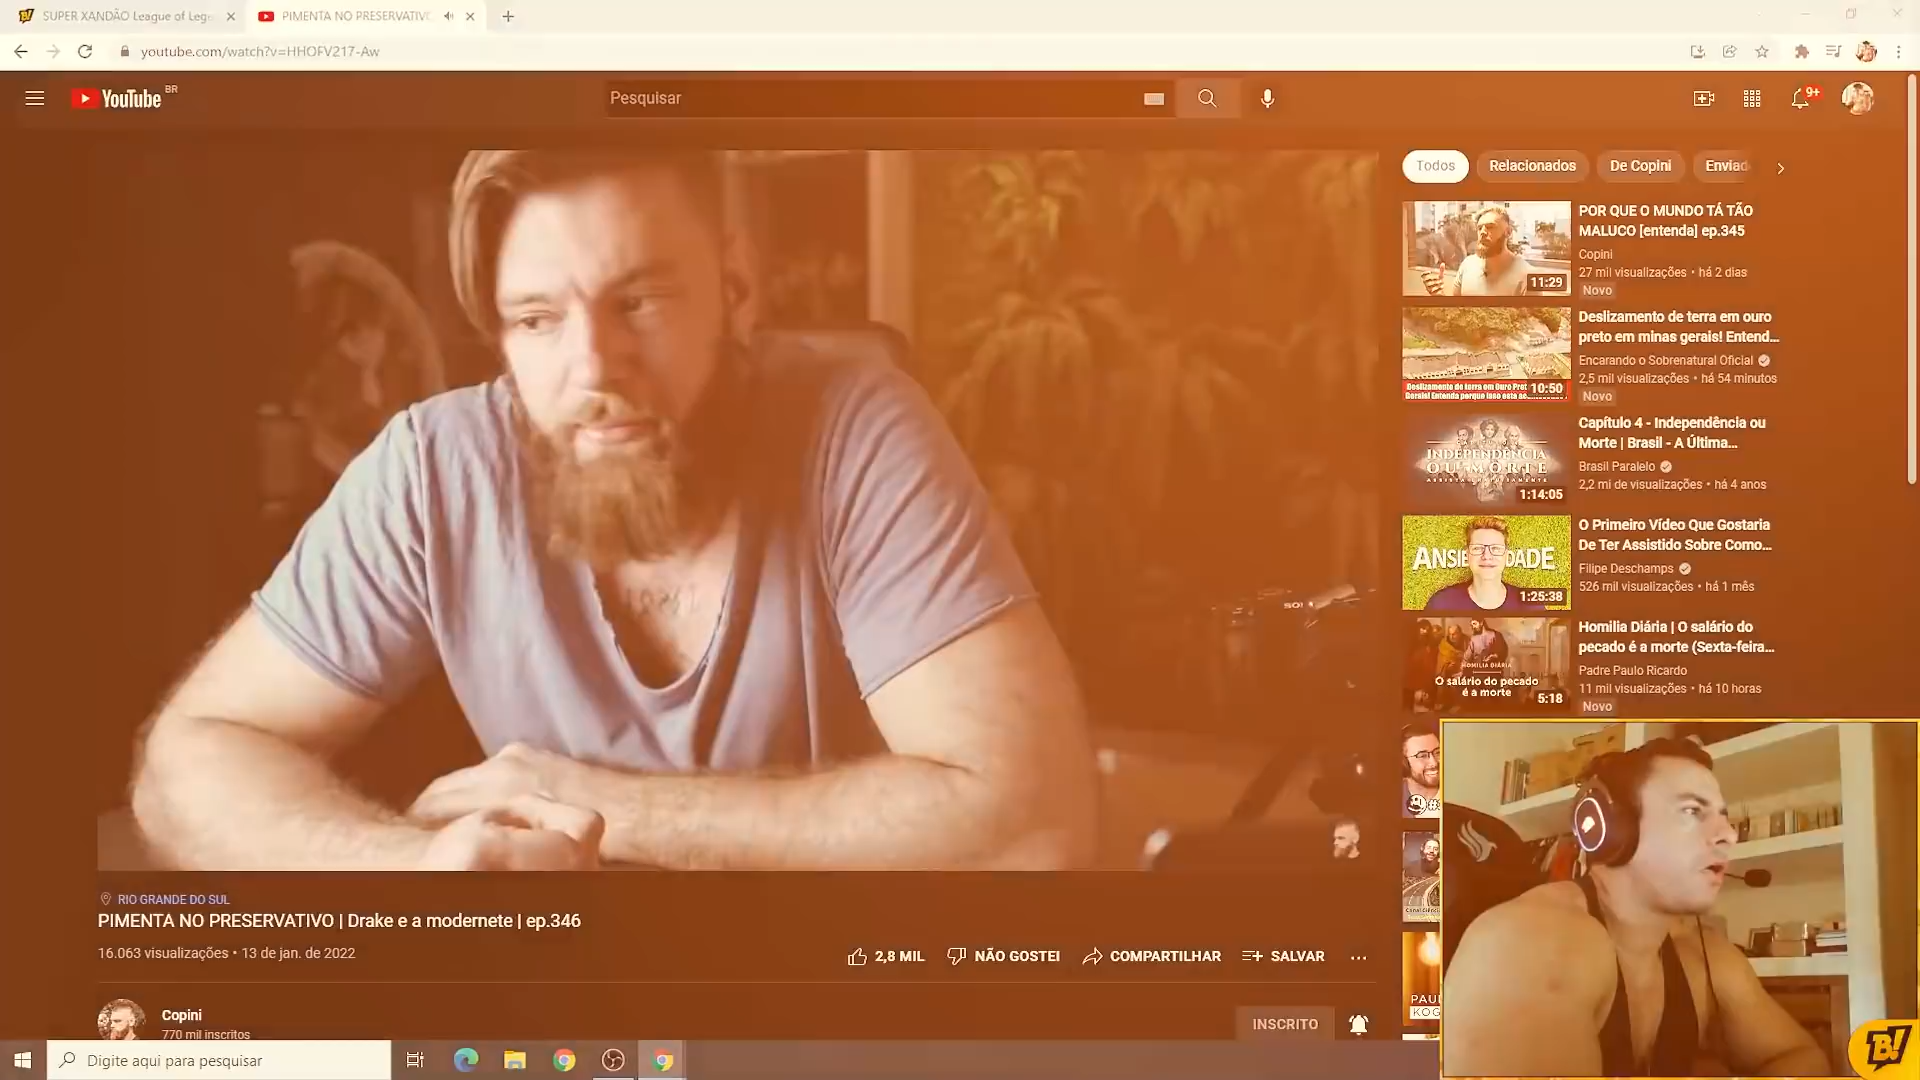 SUPER XANDÃO League of Leg
PIMENTA NO PRESERVATIVO
youtube.com/watch?v=HHOFV217-Aw
YouTube BR
Pesquisar
9+
Todos
Relacionados
De Copini
Enviad
POR QUE O MUNDO TÁ TÃO
MALUCO [entenda] ep.345
Copini
27 mil visualizações • há 2 dias
Novo
11:29
Deslizamento de terra em ouro
preto em minas gerais! Entend...
Encarando o Sobrenatural Oficial
2,5 mil visualizações • há 54 minutos
Novo
10:50
Capítulo 4 - Independência ou
Morte | Brasil - A Última...
Brasil Paralelo
2,2 mi de visualizações • há 4 anos
INDEPENDÊNCIA
OU MORTE
1:14:05
O Primeiro Vídeo Que Gostaria
De Ter Assistido Sobre Como...
Filipe Deschamps
526 mil visualizações • há 1 mês
ANSIEDADE
1:25:38
Homilia Diária | O salário do
pecado é a morte (Sexta-feira...
Padre Paulo Ricardo
11 mil visualizações • há 10 horas
Novo
HOMILIA DIÁRIA
O salário do pecado
é a morte
5:18
RIO GRANDE DO SUL
PIMENTA NO PRESERVATIVO | Drake e a modernete | ep.346
16.063 visualizações • 13 de jan. de 2022
2,8 MIL
NÃO GOSTEI
COMPARTILHAR
SALVAR
Copini
770 mil inscritos
INSCRITO
PAUL
KOG
B!
Digite aqui para pesquisar